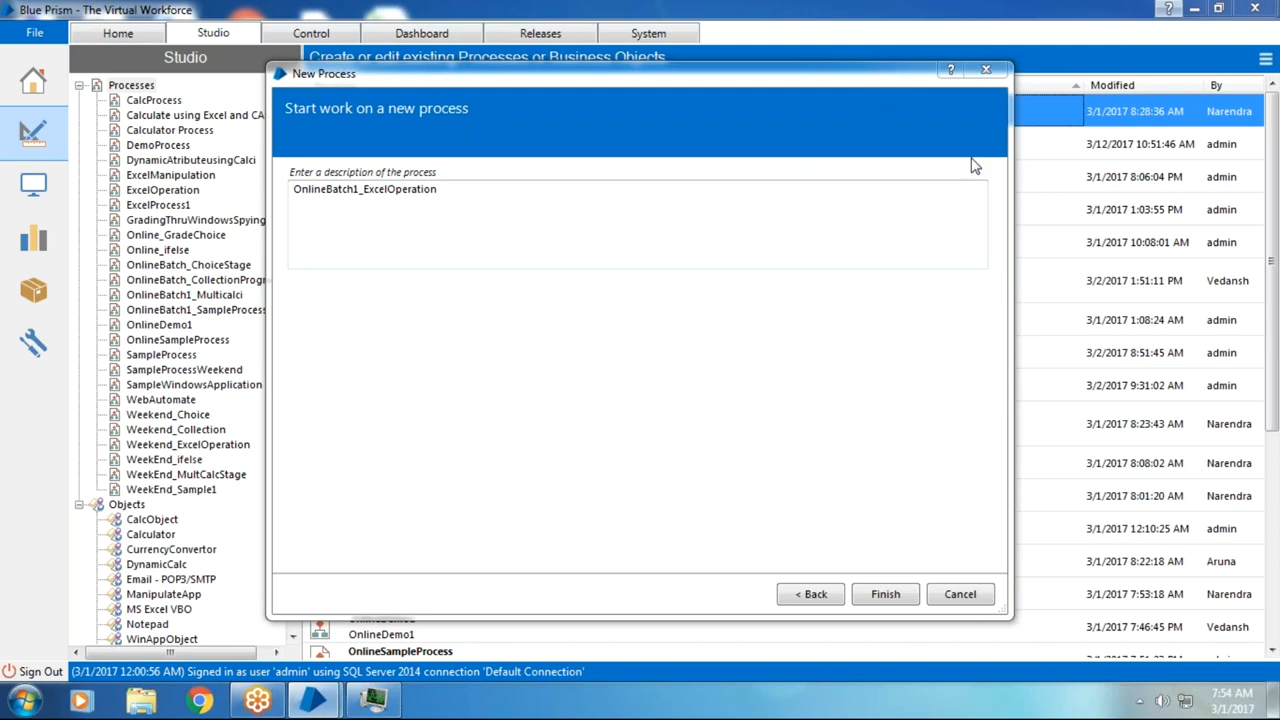 Blue Prism - The Virtual Workforce
File
Home
Studio
Control
Dashboard
Releases
System
Studio
Create or edit existing Processes or Business Objects
Processes
CalcProcess
Calculate using Excel and CA
Calculator Process
DemoProcess
DynamicAtributeusingCalci
ExcelManipulation
ExcelOperation
ExcelProcess1
GradingThruWindowsSpying
Online_GradeChoice
Online_ifelse
OnlineBatch_ChoiceStage
OnlineBatch_CollectionProgr
OnlineBatch1_Multicalci
OnlineBatch1_SampleProcess
OnlineDemo1
OnlineSampleProcess
SampleProcess
SampleProcessWeekend
SampleWindowsApplication
WebAutomate
Weekend_Choice
Weekend_Collection
Weekend_ExcelOperation
WeekEnd_ifelse
WeekEnd_MultCalcStage
WeekEnd_Sample1
Objects
CalcObject
Calculator
CurrencyConvertor
DynamicCalc
Email - POP3/SMTP
ManipulateApp
MS Excel VBO
Notepad
WinAppObject
New Process
Start work on a new process
Enter a description of the process
OnlineBatch1_ExcelOperation
< Back
Finish
Cancel
Modified
By
3/1/2017 8:28:36 AM Narendra
3/12/2017 10:51:46 AM admin
3/1/2017 8:06:04 PM admin
3/1/2017 1:03:55 PM admin
3/1/2017 10:08:01 AM admin
3/2/2017 1:51:11 PM Vedansh
3/1/2017 1:08:24 AM admin
3/2/2017 8:51:45 AM admin
3/2/2017 9:31:02 AM admin
3/1/2017 8:23:43 AM Narendra
3/1/2017 8:08:02 AM Narendra
3/1/2017 8:01:20 AM Narendra
3/1/2017 12:10:25 AM admin
3/1/2017 8:22:18 AM Aruna
3/1/2017 7:53:18 AM Narendra
3/1/2017 7:46:45 PM Vedansh
OnlineDemo1
OnlineSampleProcess
Sign Out
(3/1/2017 12:00:56 AM) Signed in as user 'admin' using SQL Server 2014 connection 'Default Connection'
7:54 AM
3/1/2017